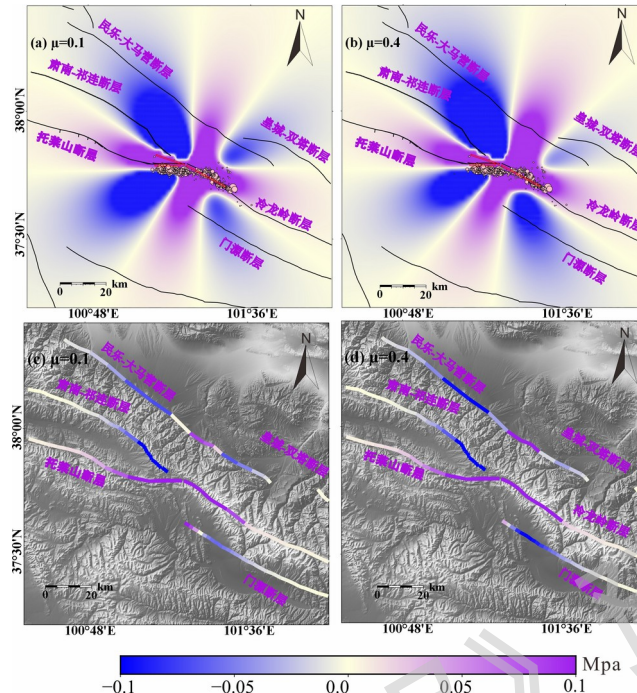 (a) μ=0.1
民乐-大马营断层
N
肃南-祁连断层
38°00′N
皇城-双塔断层
托莱山断层
冷龙岭断层
37°30′N
门源断层
0 20
km
100°48′E
101°36′E
(b) μ=0.4
民乐-大马营断层
N
肃南-祁连断层
皇城-双塔断层
托莱山断层
冷龙岭断层
门源断层
0 20
km
100°48'E
101°36'E
(c) μ=0.1
民乐-大马营断层
N
肃南-祁连断层
38°00′N
皇城-双塔断层
托莱山断层
37°30′N
门源断层
0 20
km
100°48′E
101°36′E
(d) μ=0.4
民乐-大马营断层
N
肃南-祁连断层
皇城-双塔断层
托莱山断层
冷龙岭断层
0 20
km
100°48'E
101°36'E
Mpa
−0.1 −0.05 0.0 0.05 0.1